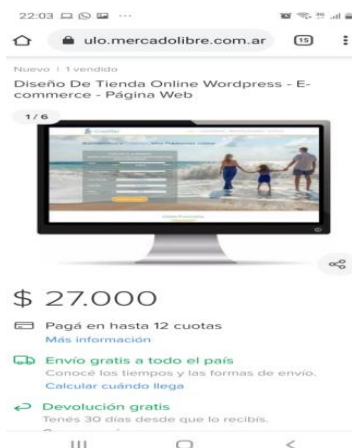 22:03
ulo.mercadolibre.com.ar
15
Nuevo | 1 vendido
Diseño De Tienda Online Wordpress - E-
commerce - Página Web
1/6
$ 27.000
Pagá en hasta 12 cuotas
Más información
Envío gratis a todo el país
Conocé los tiempos y las formas de envío.
Calcular cuándo llega
Devolución gratis
Tenés 30 días desde que lo recibís.